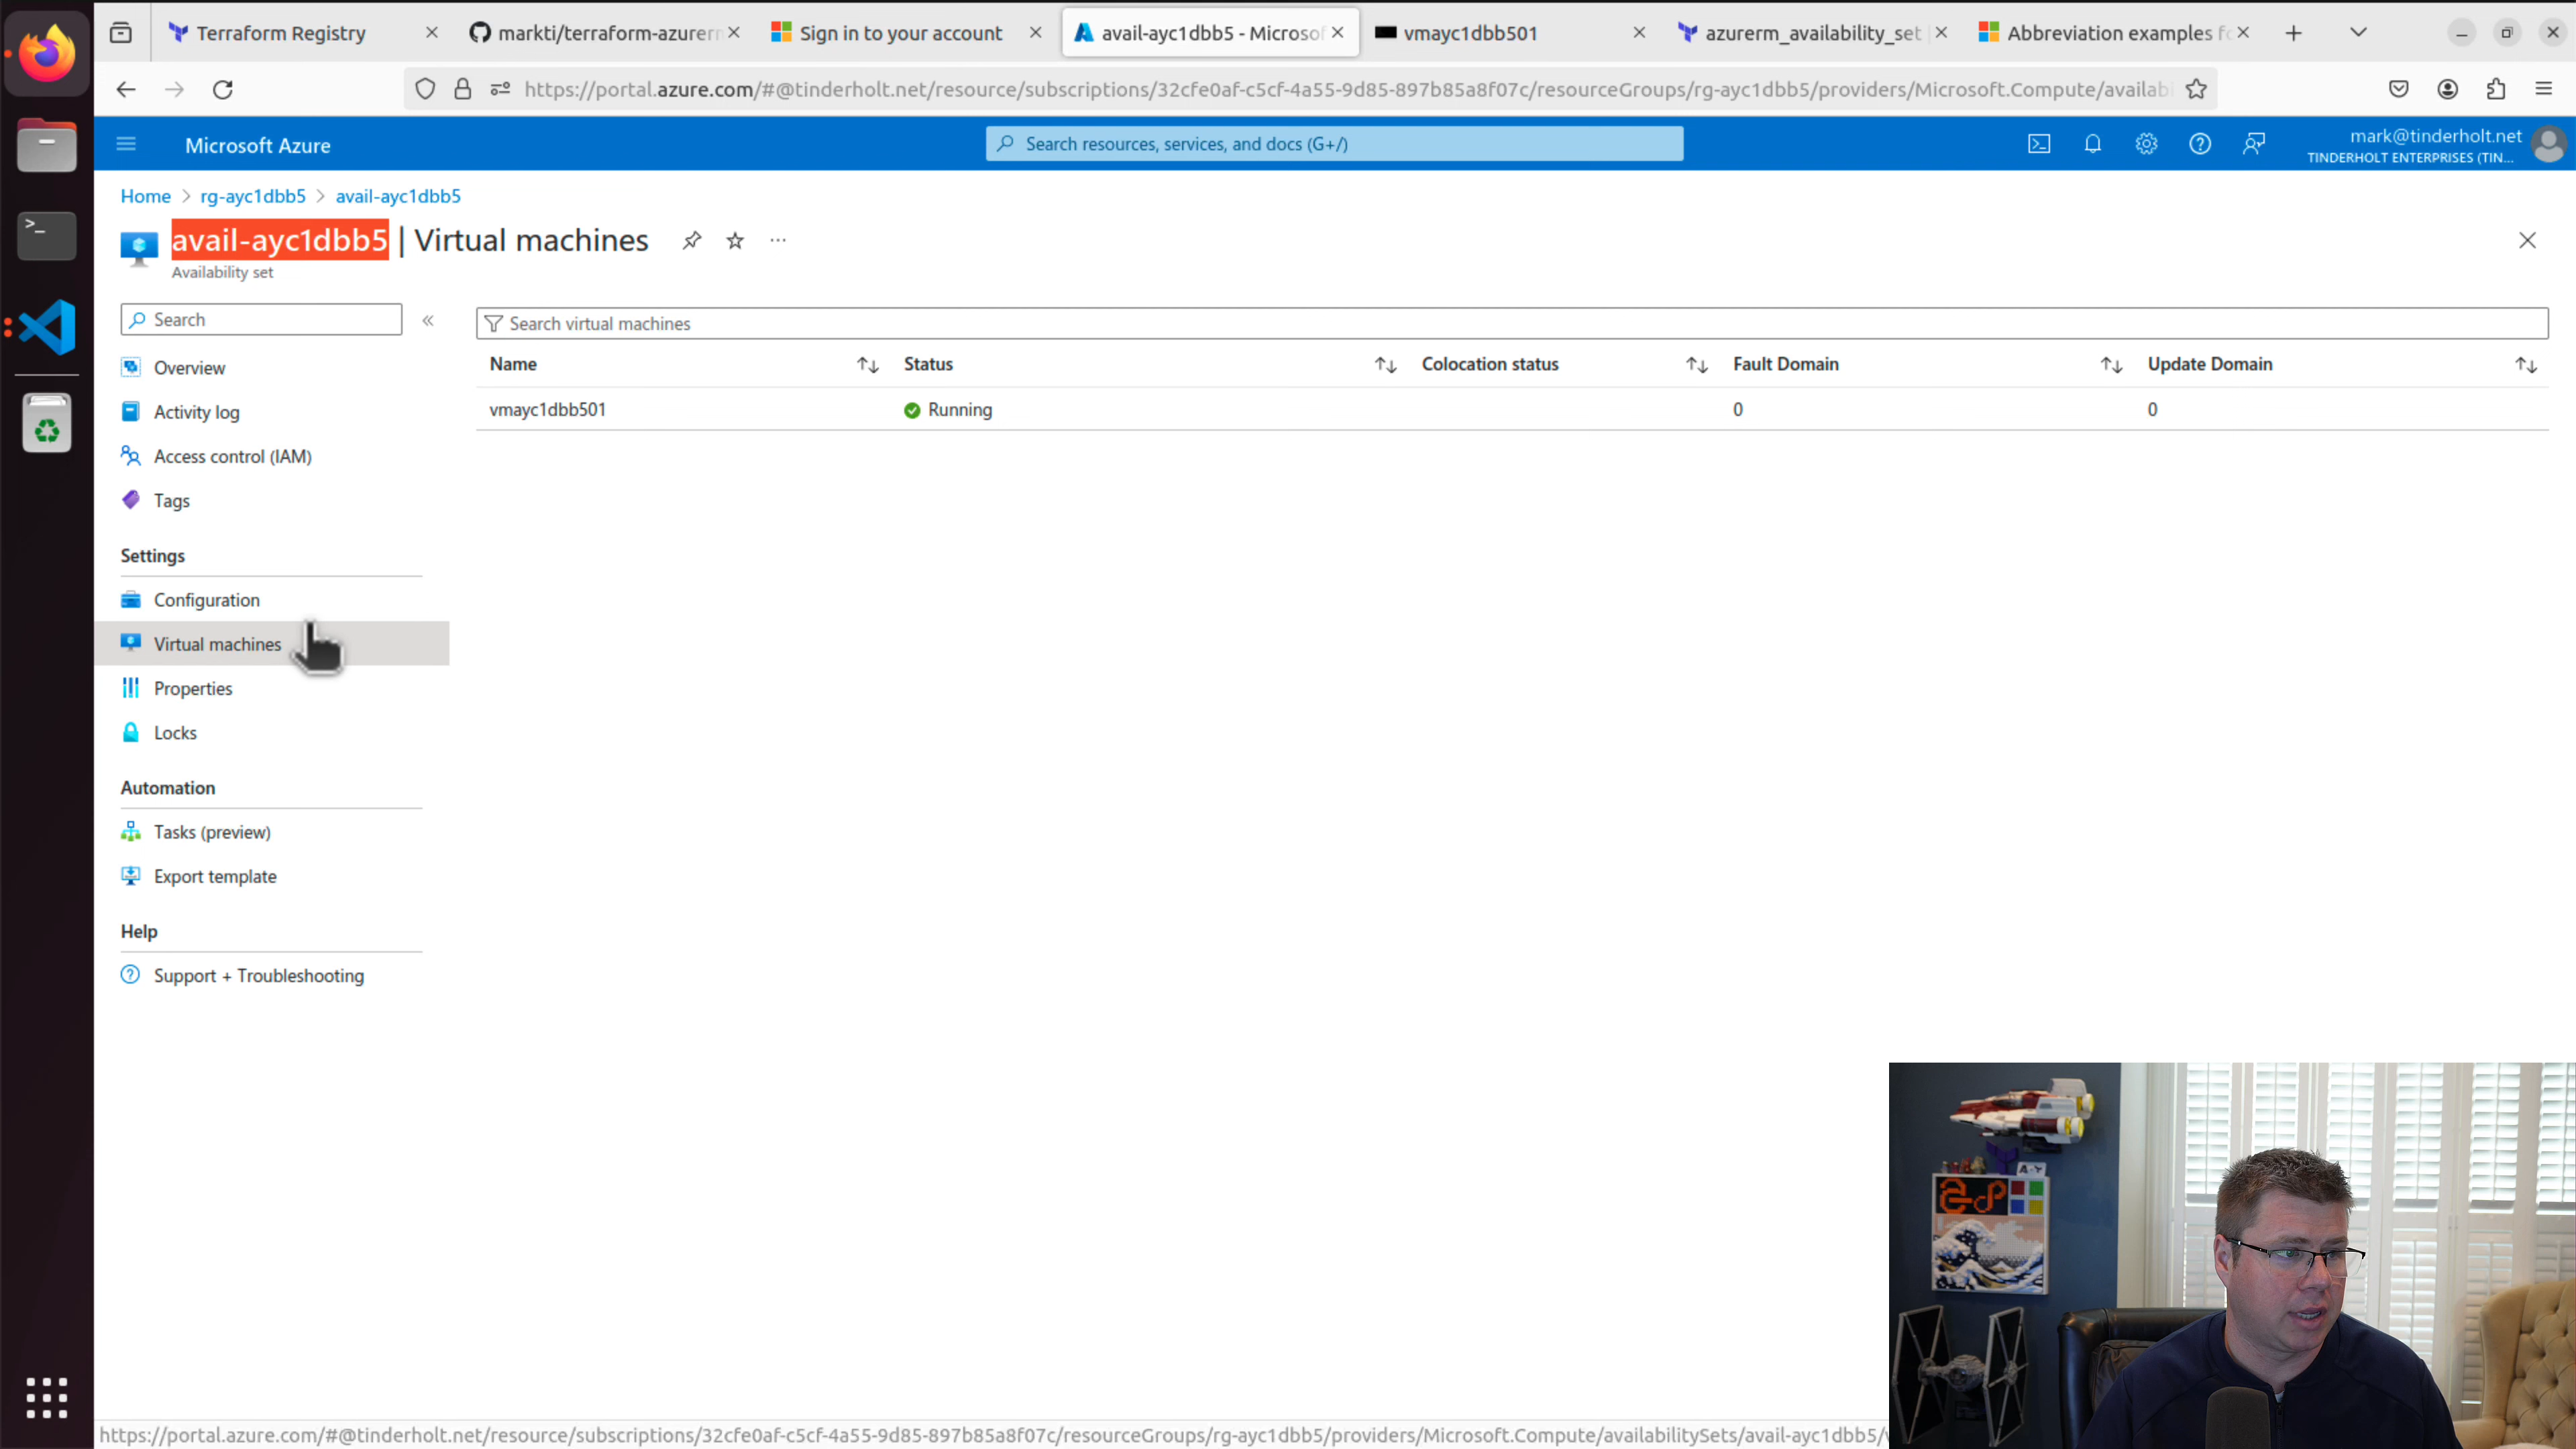 Terraform Registry
markti/terraform-azurerm
Sign in to your account
avail-ayc1dbb5 - Microsof
vmayc1dbb501
azurerm_availability_set
Abbreviation examples fo
https://portal.azure.com/#@tinderholt.net/resource/subscriptions/32cfe0af-c5cf-4a55-9d85-897b85a8f07c/resourceGroups/rg-ayc1dbb5/providers/Microsoft.Compute/availab
Microsoft Azure
Search resources, services, and docs (G+/)
mark@tinderholt.net
TINDERHOLT ENTERPRISES (TIN...
Home > rg-ayc1dbb5 > avail-ayc1dbb5
avail-ayc1dbb5 | Virtual machines
Availability set
Search
Search virtual machines
Name Status Colocation status Fault Domain Update Domain
vmayc1dbb501 Running 0 0
Overview
Activity log
Access control (IAM)
Tags
Settings
Configuration
Virtual machines
Properties
Locks
Automation
Tasks (preview)
Export template
Help
Support + Troubleshooting
https://portal.azure.com/#@tinderholt.net/resource/subscriptions/32cfe0af-c5cf-4a55-9d85-897b85a8f07c/resourceGroups/rg-ayc1dbb5/providers/Microsoft.Compute/availabilitySets/avail-ayc1dbb5/